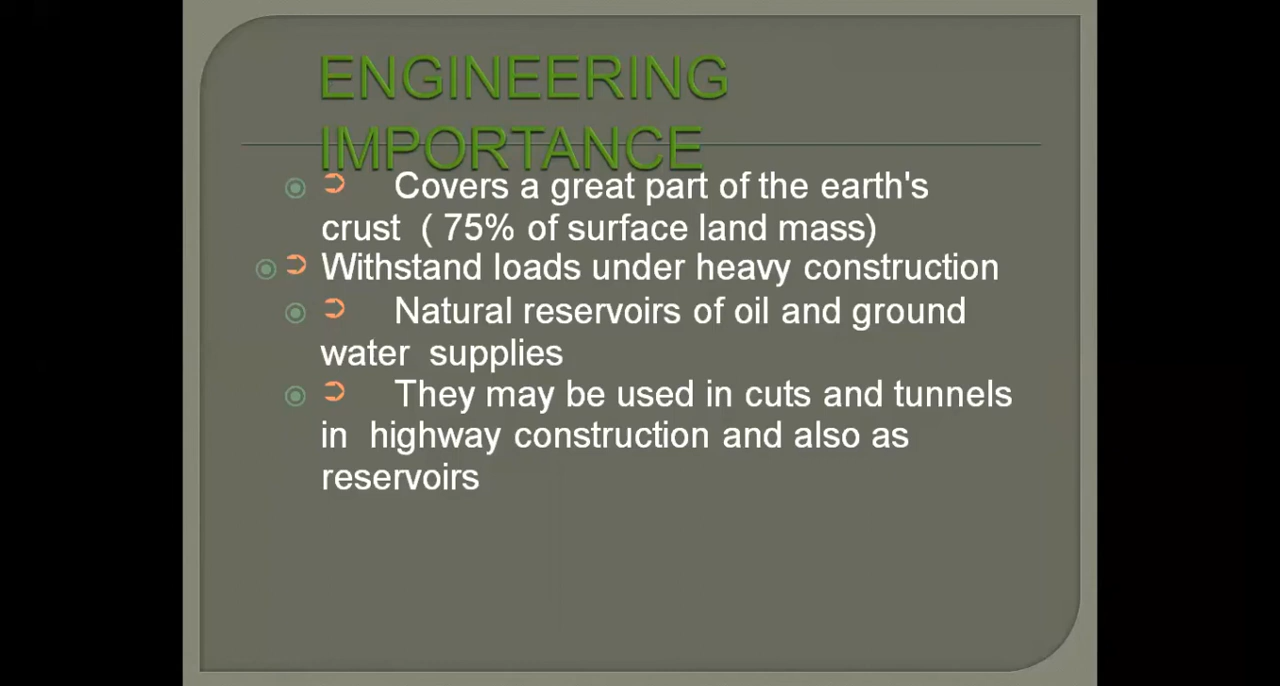 ENGINEERING
IMPORTANCE
➲ Covers a great part of the earth's
crust ( 75% of surface land mass)
➲ Withstand loads under heavy construction
➲ Natural reservoirs of oil and ground
water supplies
➲ They may be used in cuts and tunnels
in highway construction and also as
reservoirs